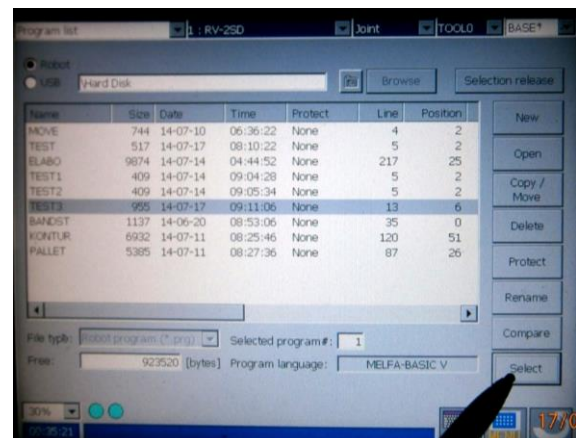 Program list 1 : RV-2SD Joint TOOL0 BASE*
Robot
USB \Hard Disk Browse Selection release
Name Size Date Time Protect Line Position
MOVE 744 14-07-10 06:36:22 None 4 2
TEST 517 14-07-17 08:10:22 None 5 2
ELABO 9874 14-07-14 04:44:52 None 217 25
TEST1 409 14-07-14 09:04:28 None 5 2
TEST2 409 14-07-14 09:05:34 None 5 2
TEST3 955 14-07-17 09:11:06 None 13 6
BANDST 1137 14-06-20 08:53:06 None 35 0
KONTUR 6932 14-07-11 08:25:46 None 120 51
PALLET 5385 14-07-11 08:27:36 None 87 26
New
Open
Copy /
Move
Delete
Protect
Rename
Compare
Select
File type: Robot program (*.prg) Selected program#: 1
Free: 923520 [bytes] Program language: MELFA-BASIC V
30%
00:35:21
17/0